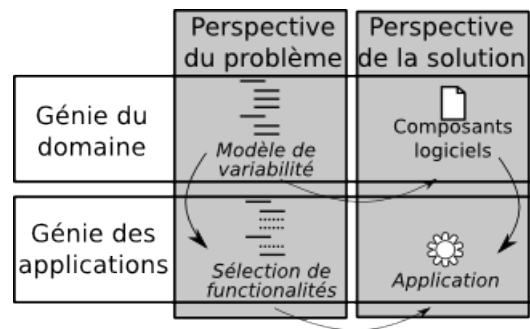 Perspective
du problème
Perspective
de la solution
Génie du
domaine
Modèle de
variabilité
Composants
logiciels
Génie des
applications
Sélection de
functionalités
Application